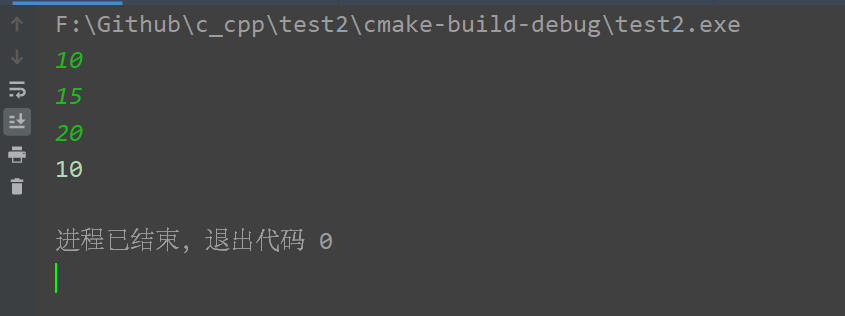 F:\Github\c_cpp\test2\cmake-build-debug\test2.exe
10
15
20
10
进程已结束, 退出代码 0